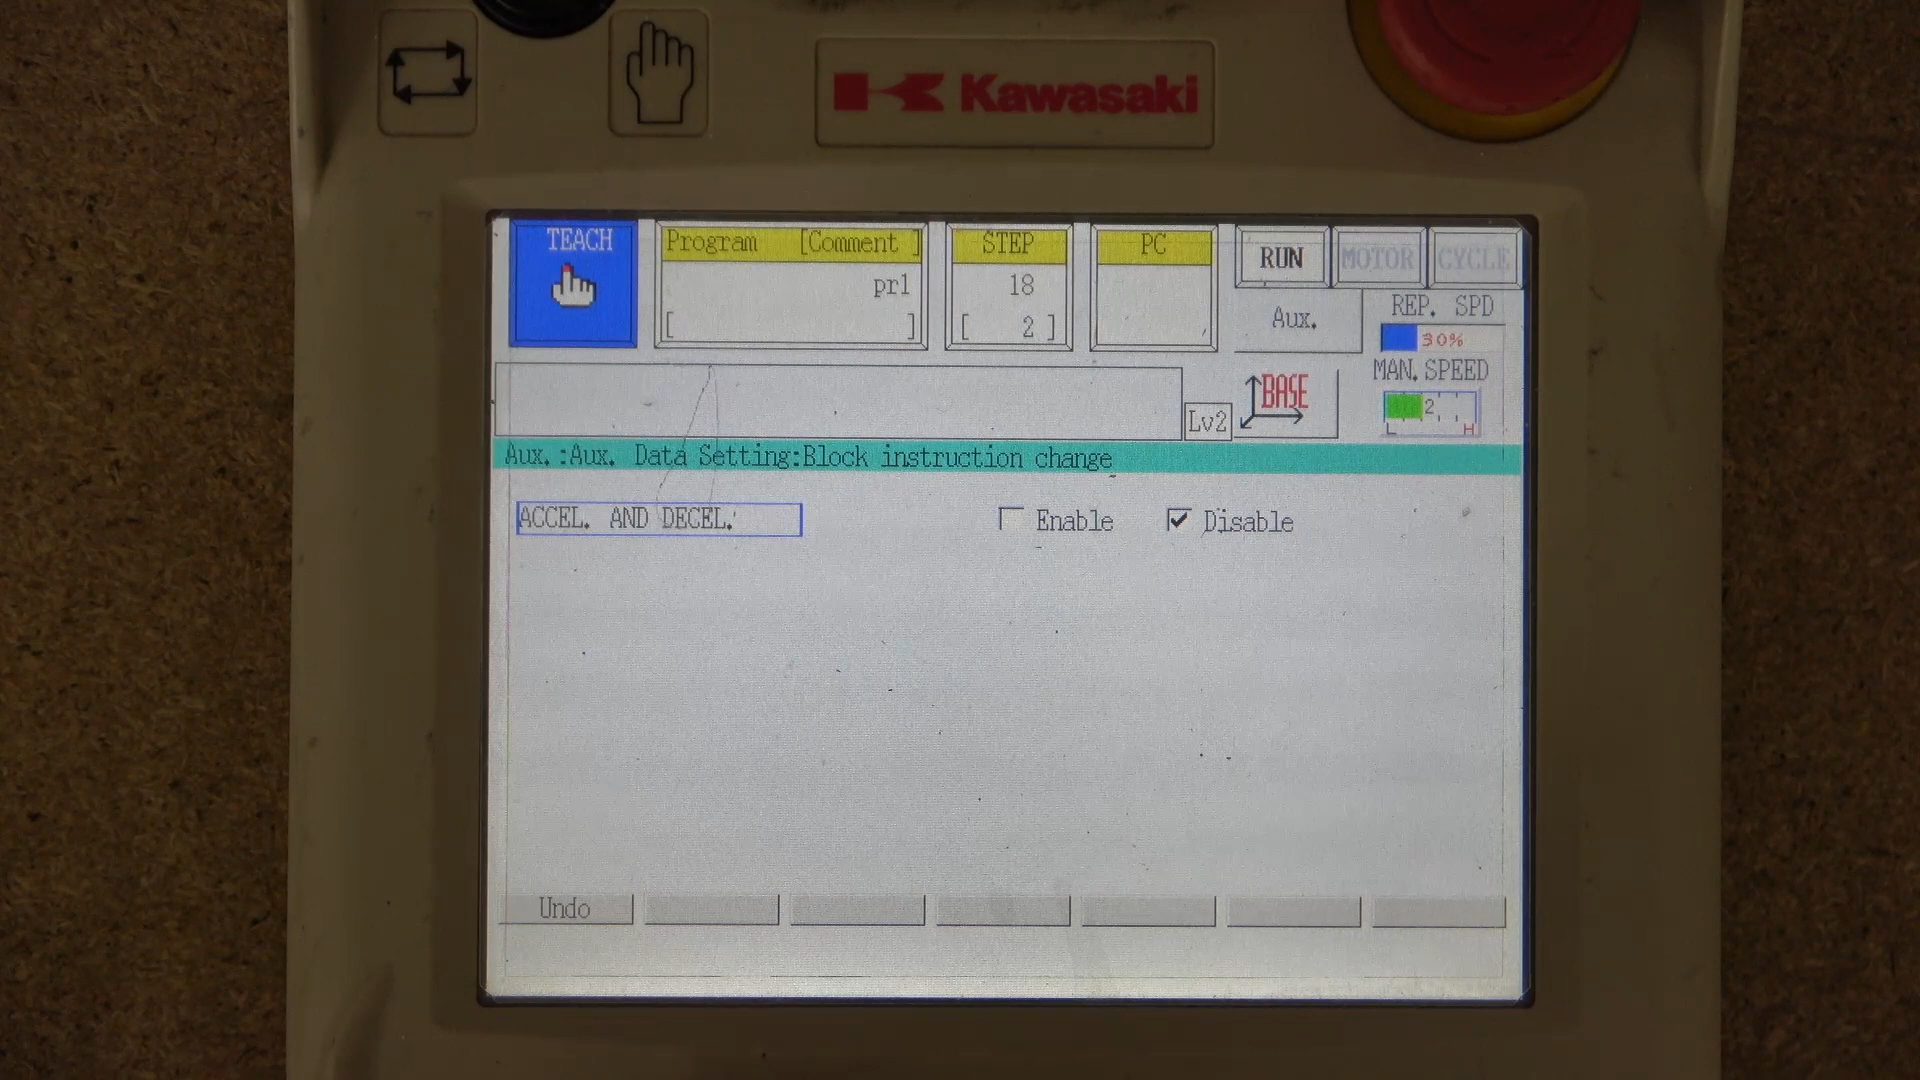 Kawasaki
TEACH
Program [Comment ]
pr1
[ ]
STEP
18
[ 2 ]
PC
RUN
MOTOR
CYCLE
Aux.
REP. SPD
30%
MAN.SPEED
2
L H
BASE
Lv2
Aux.:Aux. Data Setting:Block instruction change
ACCEL. AND DECEL.
Enable
Disable
Undo